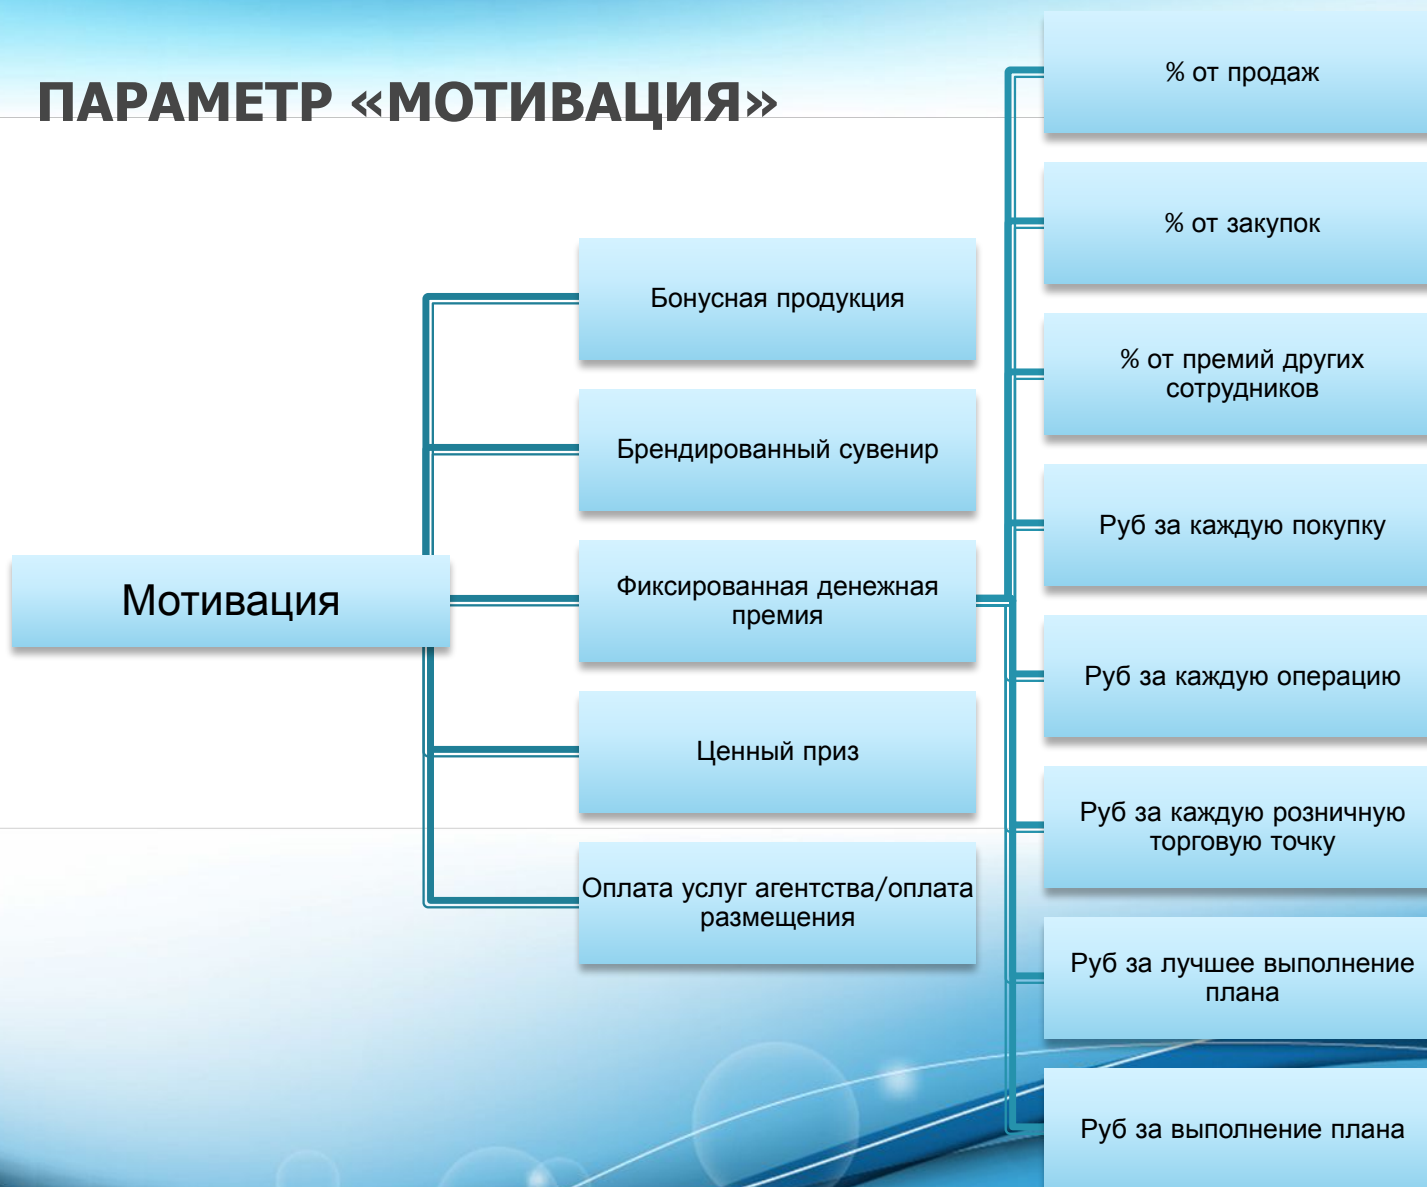 ПАРАМЕТР «МОТИВАЦИЯ»
Мотивация
Бонусная продукция
Брендированный сувенир
Фиксированная денежная
премия
Ценный приз
Оплата услуг агентства/оплата
размещения
% от продаж
% от закупок
% от премий других
сотрудников
Руб за каждую покупку
Руб за каждую операцию
Руб за каждую розничную
торговую точку
Руб за лучшее выполнение
плана
Руб за выполнение плана